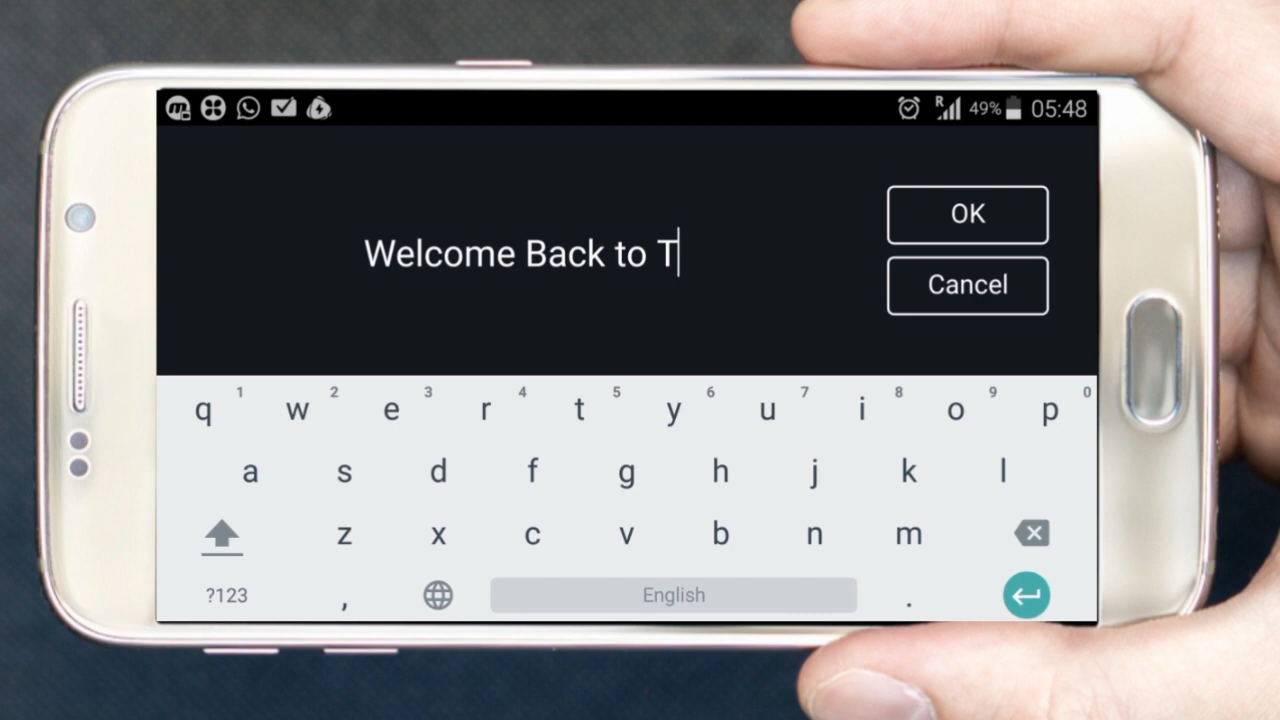 R 49% 05:48
Welcome Back to T
OK
Cancel
1 2 3 4 5 6 7 8 9 0
q w e r t y u i o p
a s d f g h j k l
z x c v b n m
?123 , English .